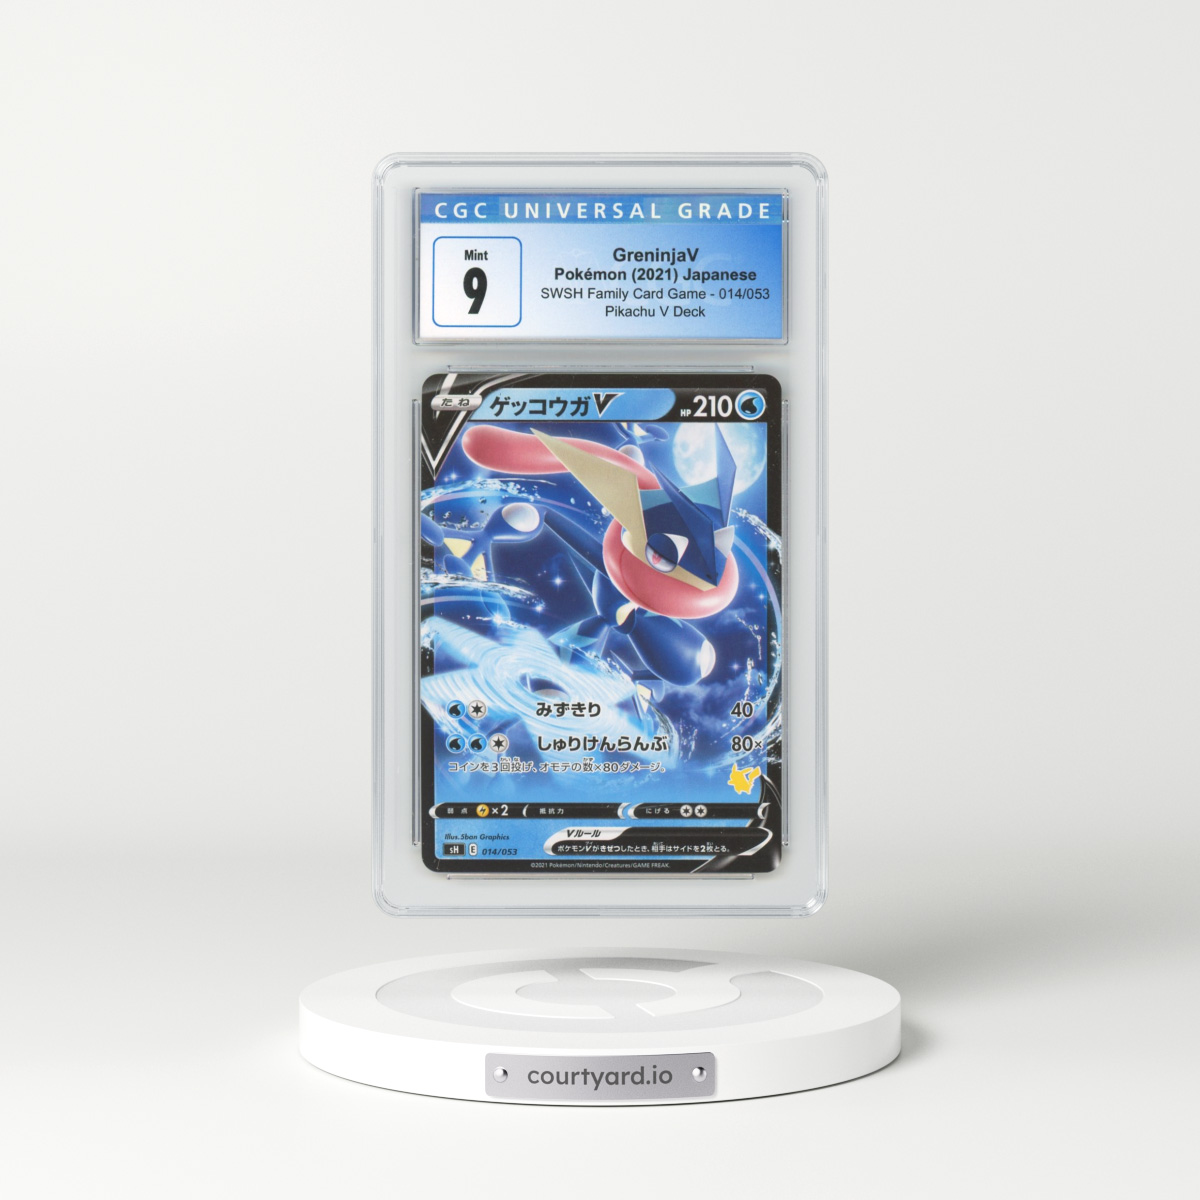 CGC UNIVERSAL GRADE
Mint
9
GreninjaV
Pokémon (2021) Japanese
SWSH Family Card Game - 014/053
Pikachu V Deck
たね ゲッコウガV HP 210
みずきり 40
しゅりけんらんぶ 80×
コインを3回投げ、オモテの数×80ダメージ。
弱点 ×2 抵抗力 にげる
Illus. 5ban Graphics
Vルール
sH E 014/053
ポケモンVがきぜつしたとき、相手はサイドを2枚とる。
©2021 Pokémon/Nintendo/Creatures/GAME FREAK.
courtyard.io